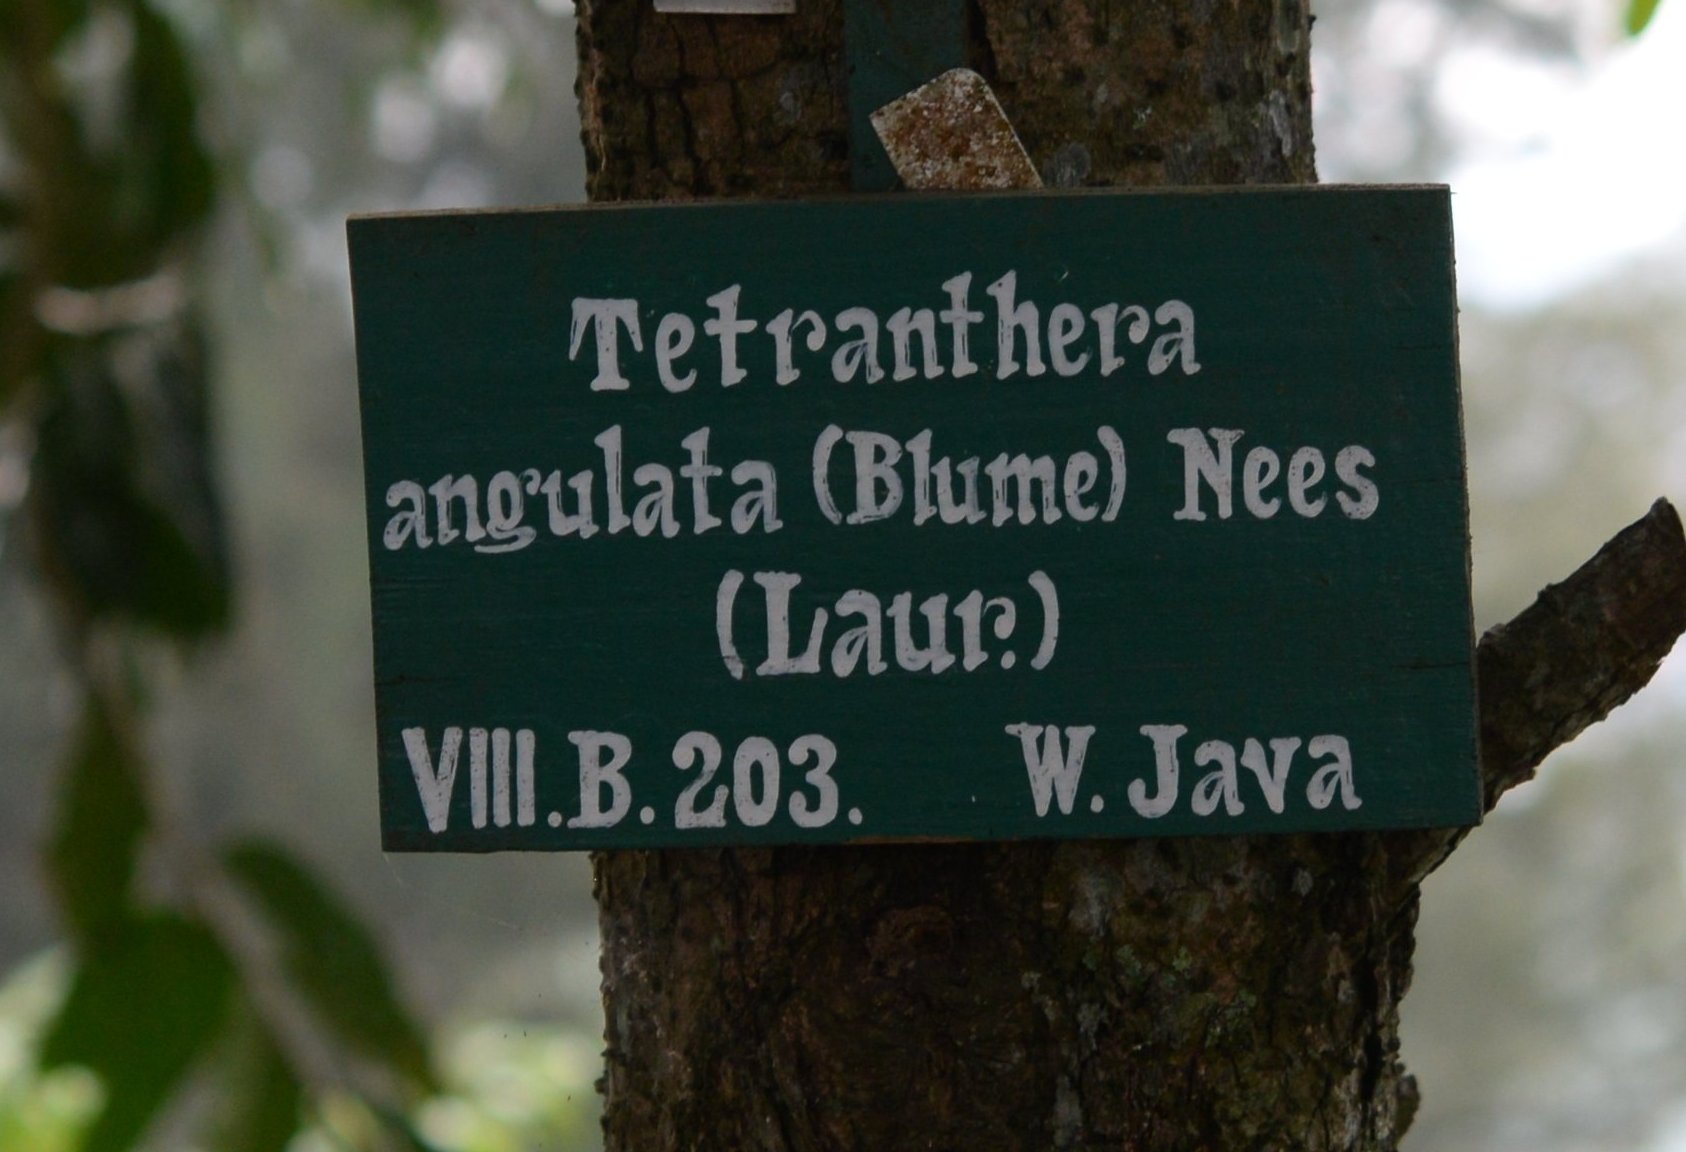 Tetranthera
angulata (Blume) Nees
(Laur.)
VIII.B.203. W. Java